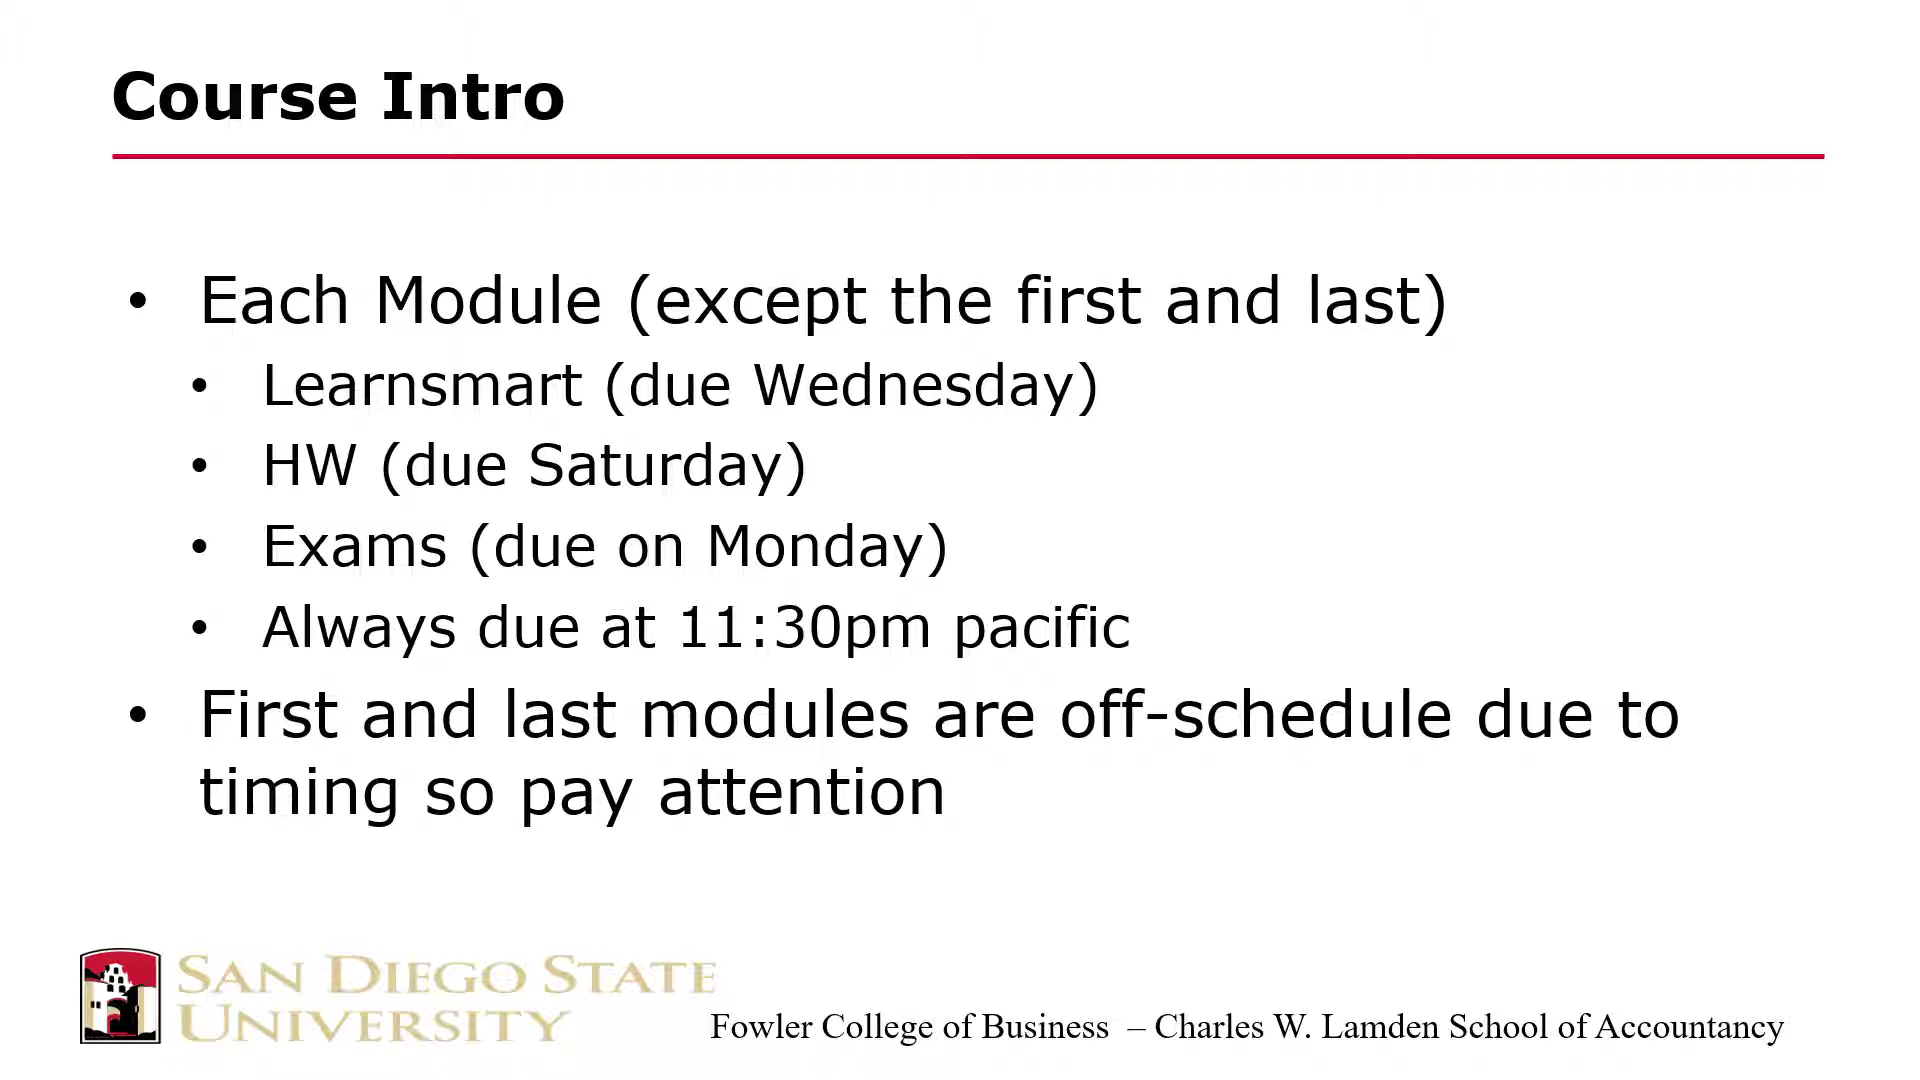 Course Intro
• Each Module (except the first and last)
• Learnsmart (due Wednesday)
• HW (due Saturday)
• Exams (due on Monday)
• Always due at 11:30pm pacific
• First and last modules are off-schedule due to
timing so pay attention
SAN DIEGO STATE
UNIVERSITY
Fowler College of Business – Charles W. Lamden School of Accountancy